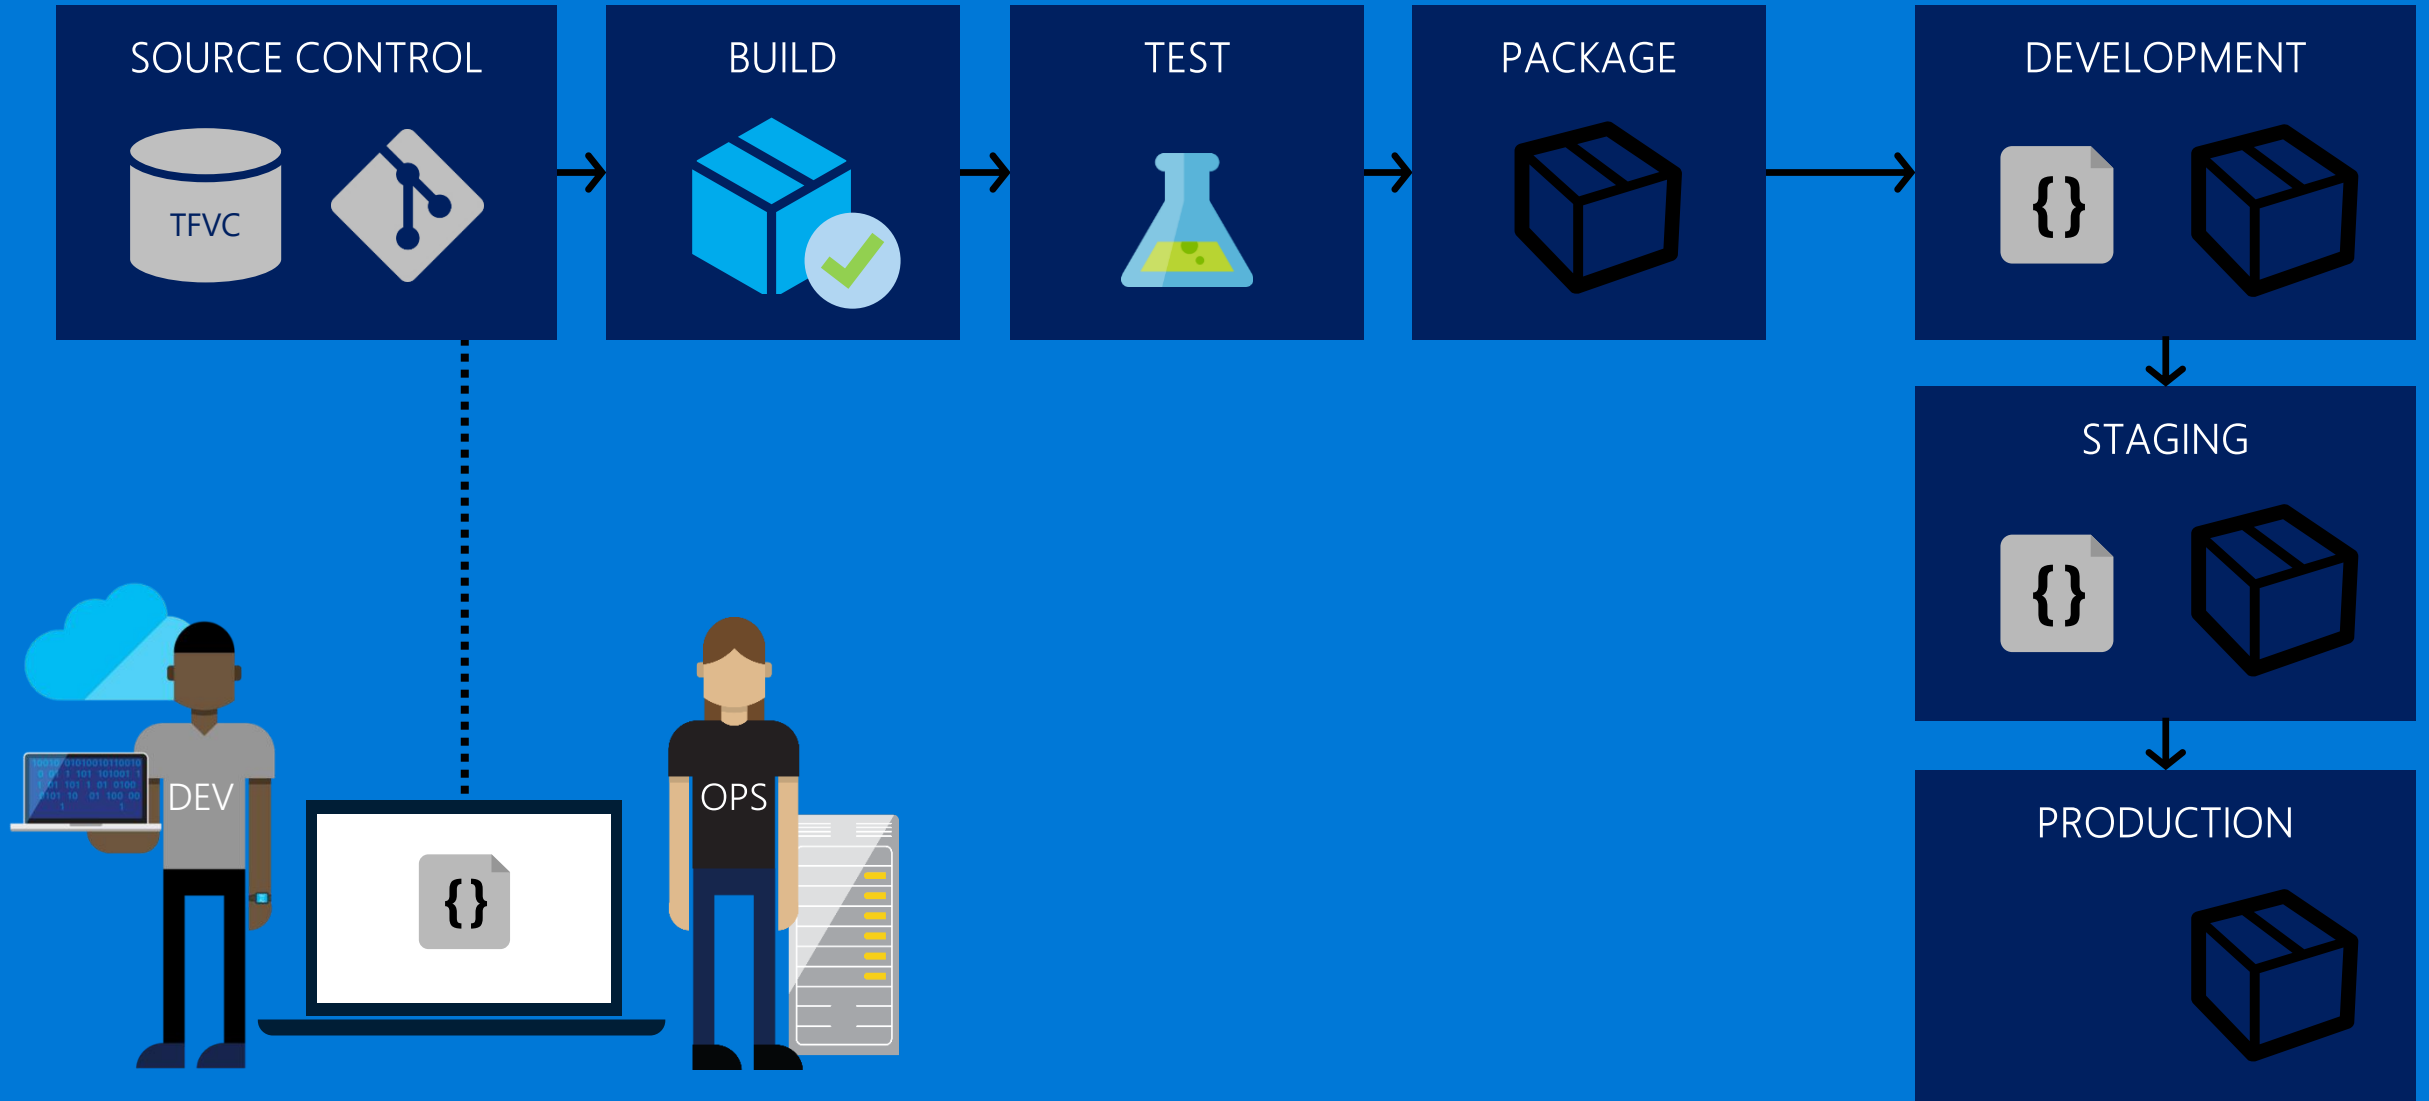 SOURCE CONTROL
BUILD
TEST
PACKAGE
DEVELOPMENT
TFVC
{}
STAGING
{}
PRODUCTION
DEV
OPS
{}